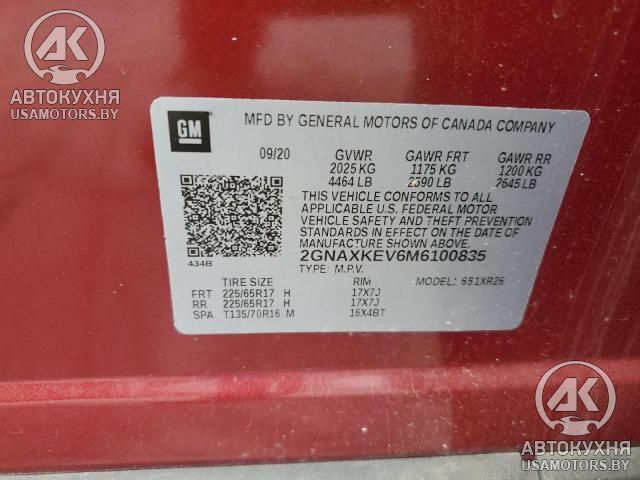 АК
АВТОКУХНЯ
USAMOTORS.BY
GM
MFD BY GENERAL MOTORS OF CANADA COMPANY
09/20 GVWR GAWR FRT GAWR RR
2025 KG 1175 KG 1200 KG
4464 LB 2590 LB 2645 LB
THIS VEHICLE CONFORMS TO ALL
APPLICABLE U.S. FEDERAL MOTOR
VEHICLE SAFETY AND THEFT PREVENTION
STANDARDS IN EFFECT ON THE DATE OF
MANUFACTURE SHOWN ABOVE.
434B
2GNAXKEV6M6100835
TYPE: M.P.V. MODEL: 651XR26
TIRE SIZE RIM
FRT 225/65R17 H 17X7J
RR 225/65R17 H 17X7J
SPA T135/70R16 M 16X4BT
АК
АВТОКУХНЯ
USAMOTORS.BY